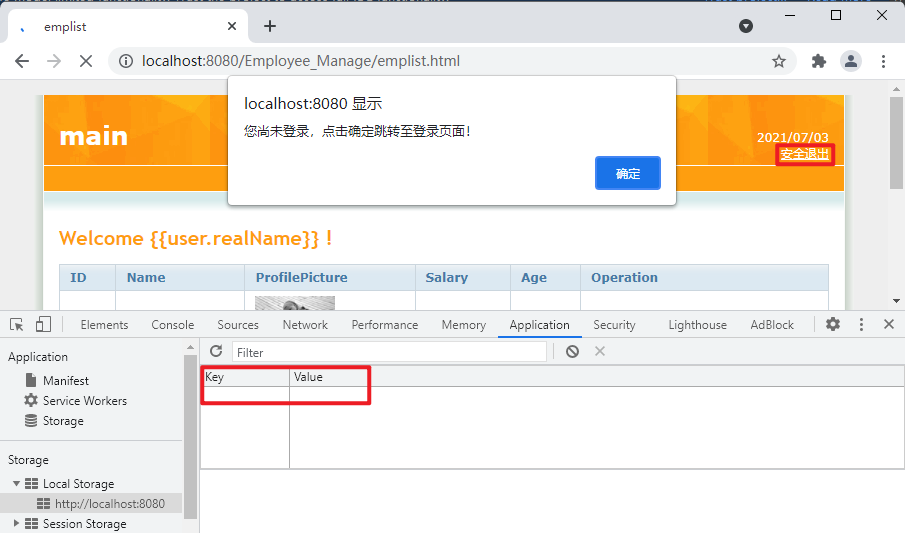 emplist
localhost:8080/Employee_Manage/emplist.html
localhost:8080 显示
您尚未登录，点击确定跳转至登录页面！
确定
main
2021/07/03
安全退出
Welcome {{user.realName}} !
ID Name ProfilePicture Salary Age Operation
Elements Console Sources Network Performance Memory Application Security Lighthouse AdBlock
Application
Manifest
Service Workers
Storage
Storage
Local Storage
http://localhost:8080
Session Storage
Filter
Key Value